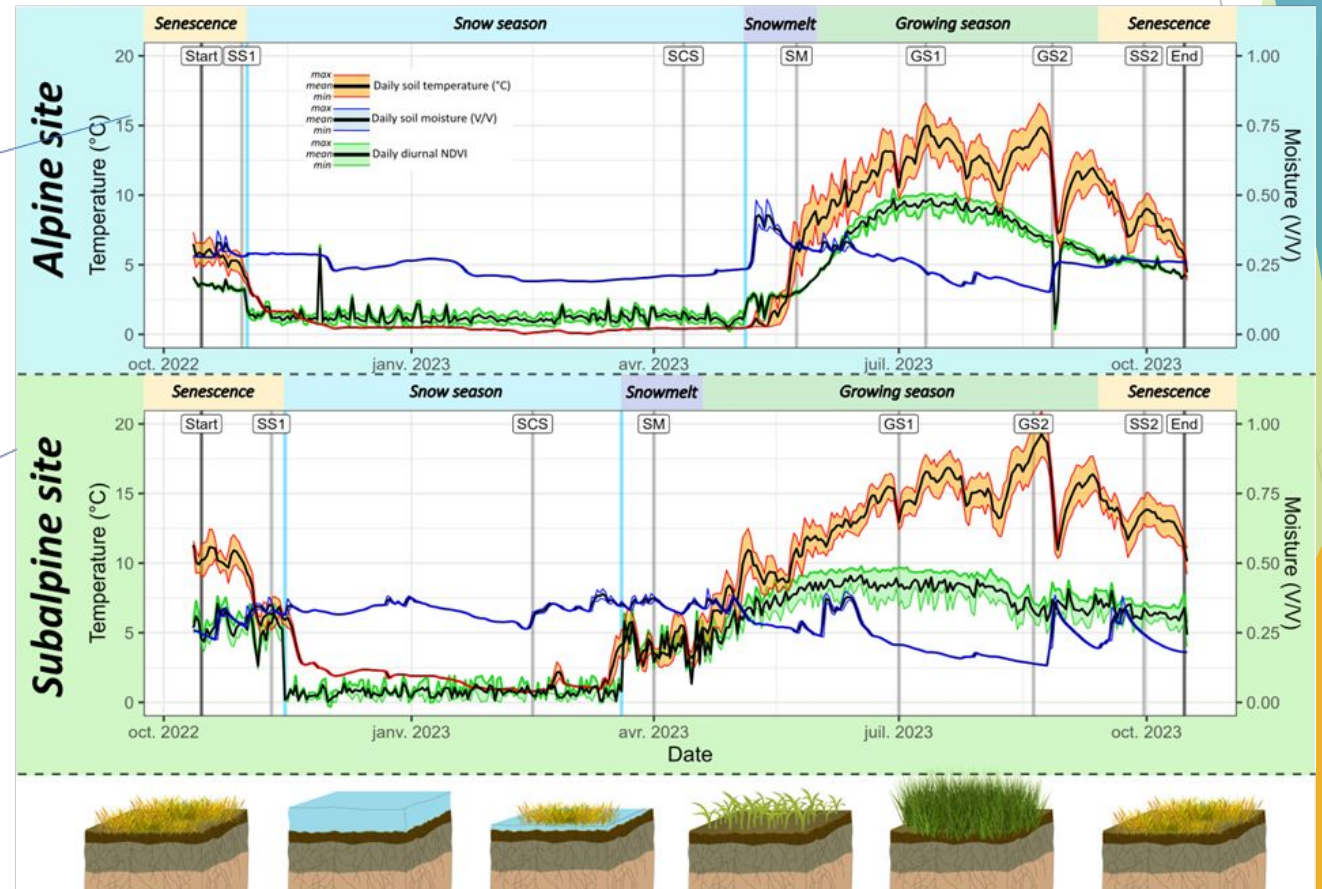 Senescence Snow season Snowmelt Growing season Senescence
Alpine site
Temperature (°C)
20
15
10
5
0
Start SS1 SCS SM GS1 GS2 SS2 End
max
mean Daily soil temperature (°C)
min
max
mean Daily soil moisture (V/V)
min
max
mean Daily diurnal NDVI
min
1.00
0.75
0.50
0.25
0.00
Moisture (V/V)
oct. 2022 janv. 2023 avr. 2023 juil. 2023 oct. 2023
Senescence Snow season Snowmelt Growing season Senescence
Subalpine site
Temperature (°C)
20
15
10
5
0
Start SS1 SCS SM GS1 GS2 SS2 End
1.00
0.75
0.50
0.25
0.00
Moisture (V/V)
oct. 2022 janv. 2023 avr. 2023 juil. 2023 oct. 2023
Date